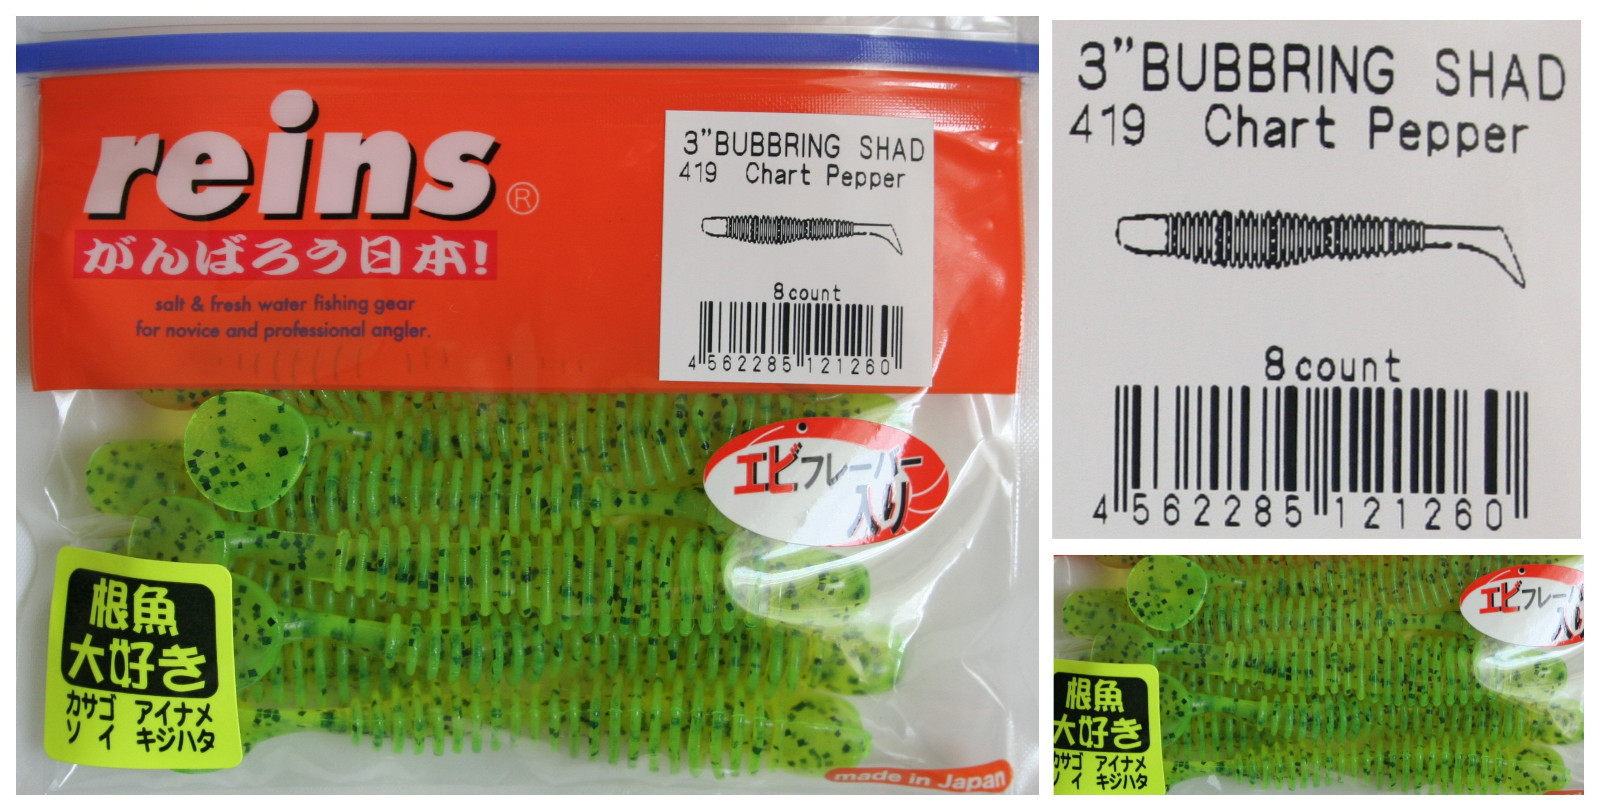 reins®
がんばろう日本!
salt & fresh water fishing gear
for novice and professional angler.
3”BUBBRING SHAD
419 Chart Pepper
8 count
4 562285 121260
エビフレーバー
入り
根魚
大好き
カサゴ アイナメ
ソイ キジハタ
made in Japan
3”BUBBRING SHAD
419 Chart Pepper
8 count
4 562285 121260
エビフレーバー
入り
根魚
大好き
カサゴ アイナメ
ソイ キジハタ